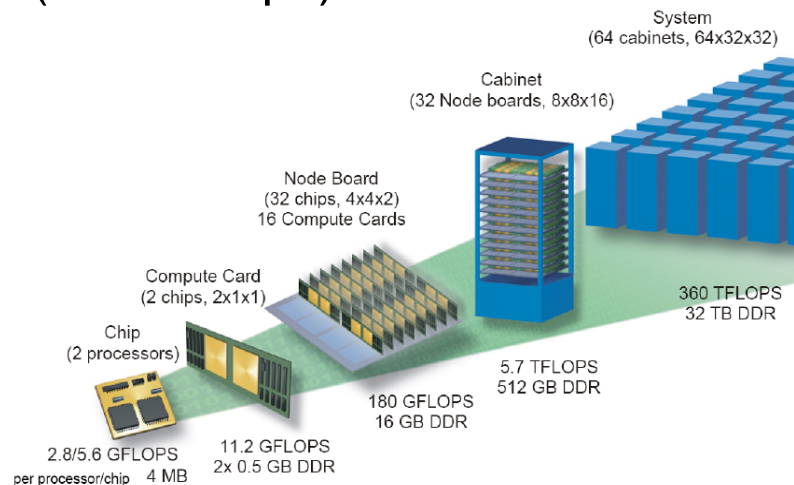 System
(64 cabinets, 64x32x32)
Cabinet
(32 Node boards, 8x8x16)
Node Board
(32 chips, 4x4x2)
16 Compute Cards
Compute Card
(2 chips, 2x1x1)
Chip
(2 processors)
2.8/5.6 GFLOPS
per processor/chip 4 MB
11.2 GFLOPS
2x 0.5 GB DDR
180 GFLOPS
16 GB DDR
5.7 TFLOPS
512 GB DDR
360 TFLOPS
32 TB DDR